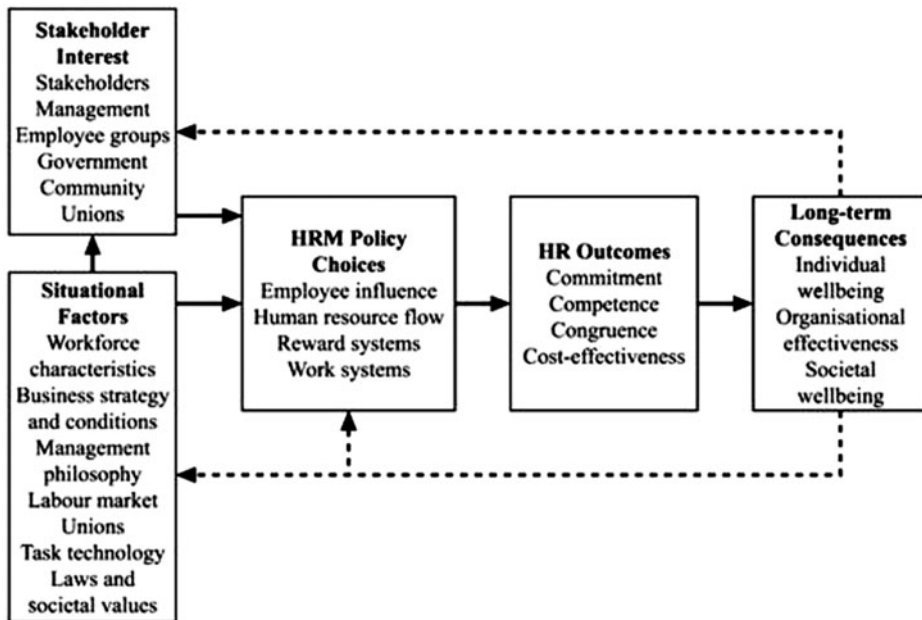 Stakeholder
Interest
Stakeholders
Management
Employee groups
Government
Community
Unions
Situational
Factors
Workforce
characteristics
Business strategy
and conditions
Management
philosophy
Labour market
Unions
Task technology
Laws and
societal values
HRM Policy
Choices
Employee influence
Human resource flow
Reward systems
Work systems
HR Outcomes
Commitment
Competence
Congruence
Cost-effectiveness
Long-term
Consequences
Individual
wellbeing
Organisational
effectiveness
Societal
wellbeing